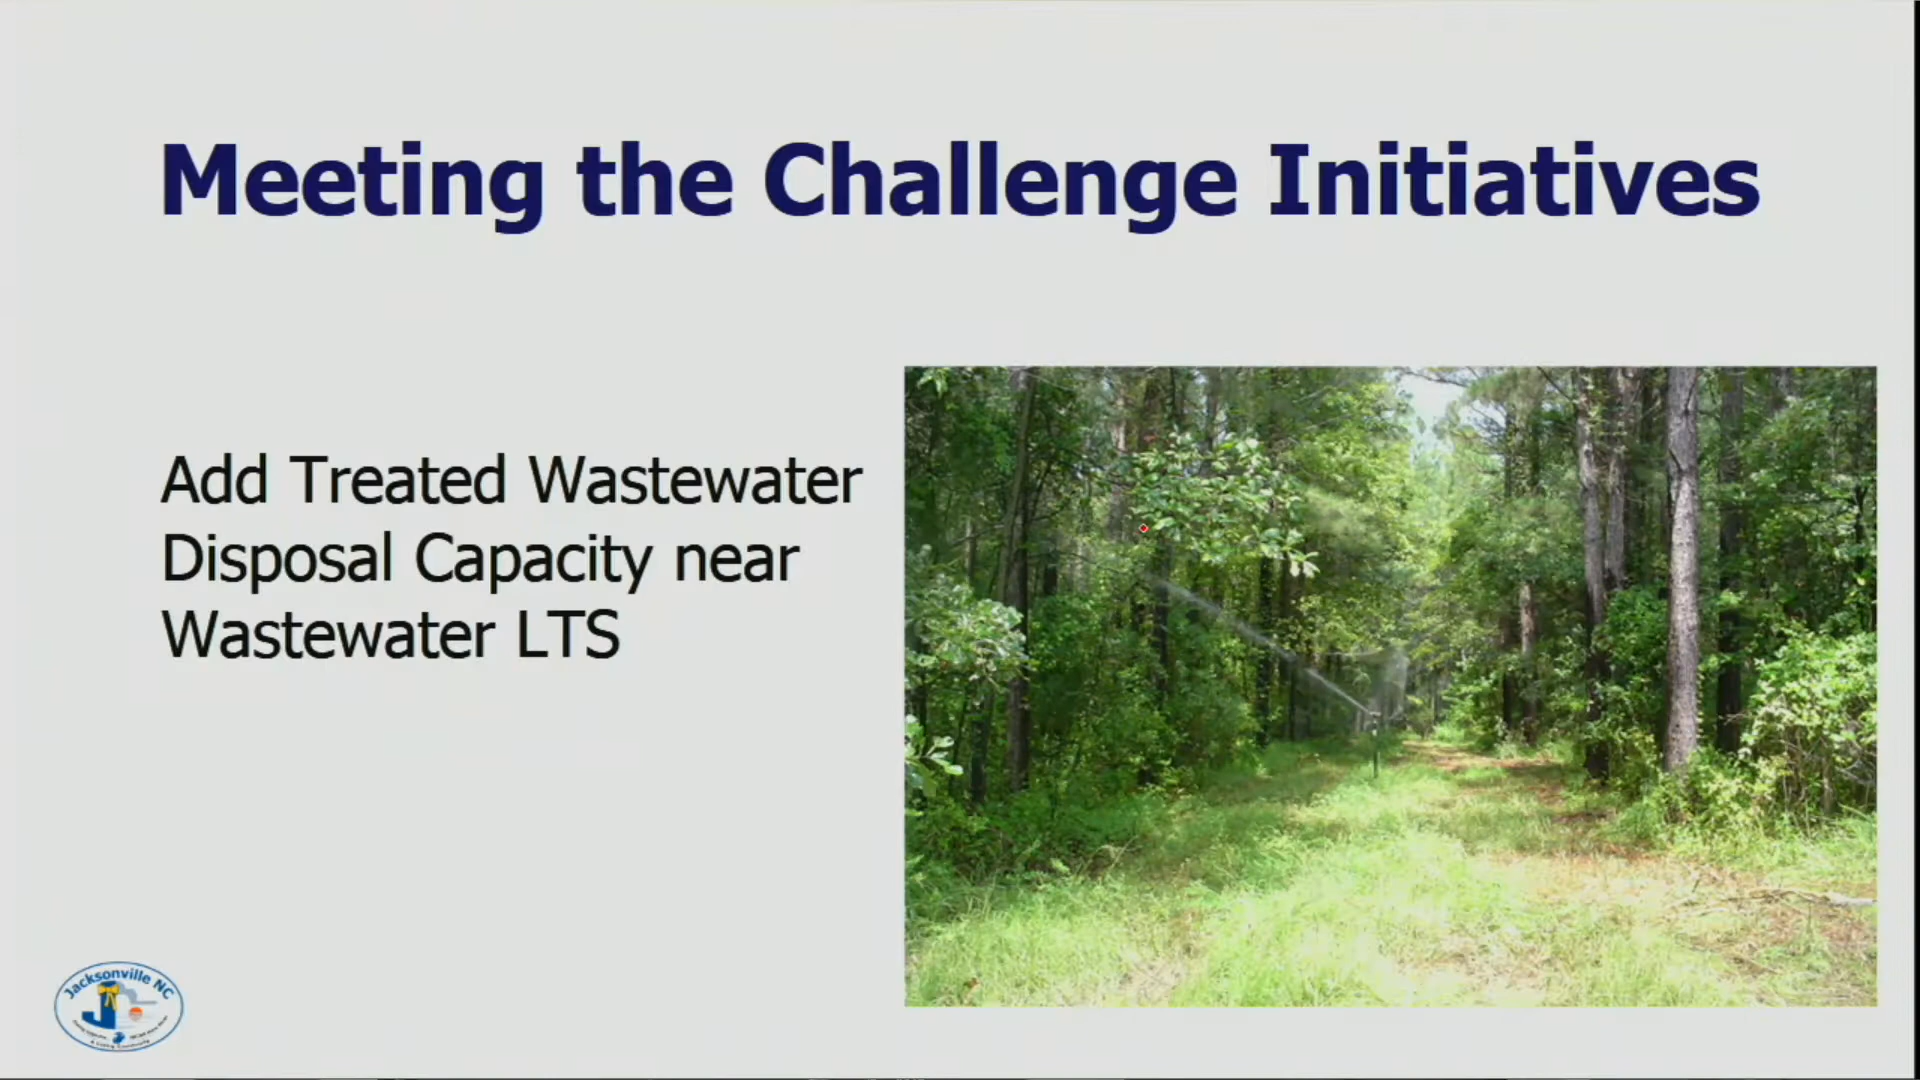 Meeting the Challenge Initiatives
Add Treated Wastewater
Disposal Capacity near
Wastewater LTS
Jacksonville NC